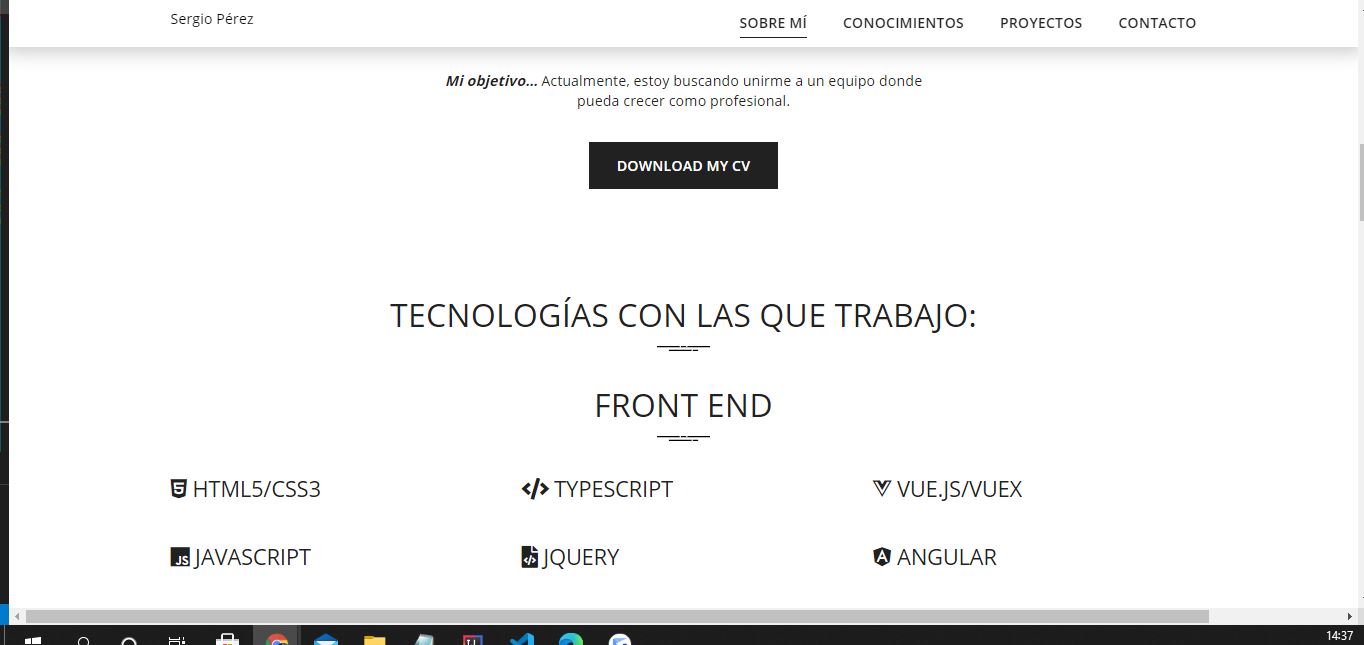 Sergio Pérez
SOBRE MÍ CONOCIMIENTOS PROYECTOS CONTACTO
Mi objetivo... Actualmente, estoy buscando unirme a un equipo donde
pueda crecer como profesional.
DOWNLOAD MY CV
TECNOLOGÍAS CON LAS QUE TRABAJO:
FRONT END
HTML5/CSS3 TYPESCRIPT VUE.JS/VUEX
JS JAVASCRIPT JQUERY ANGULAR
14:37